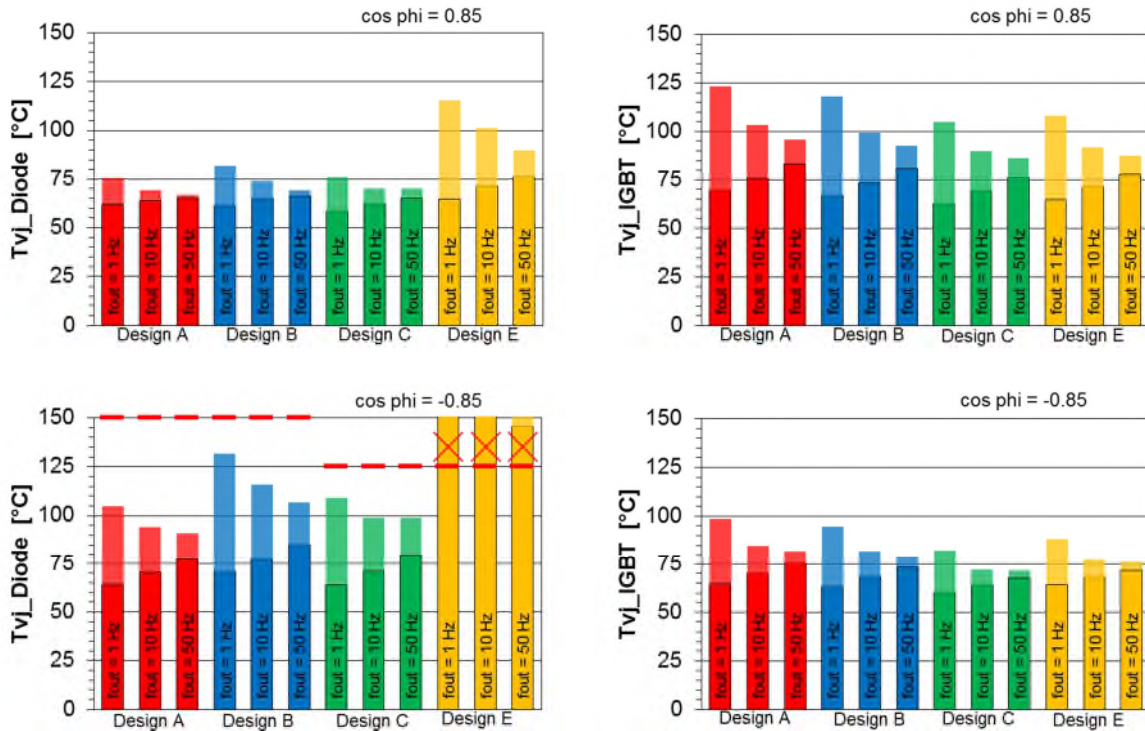 cos phi = 0.85
Tvj_Diode [°C]
150
125
100
75
50
25
0
fout = 1 Hz
fout = 10 Hz
fout = 50 Hz
fout = 1 Hz
fout = 10 Hz
fout = 50 Hz
fout = 1 Hz
fout = 10 Hz
fout = 50 Hz
fout = 1 Hz
fout = 10 Hz
fout = 50 Hz
Design A Design B Design C Design E
cos phi = 0.85
Tvj_IGBT [°C]
150
125
100
75
50
25
0
fout = 1 Hz
fout = 10 Hz
fout = 50 Hz
fout = 1 Hz
fout = 10 Hz
fout = 50 Hz
fout = 1 Hz
fout = 10 Hz
fout = 50 Hz
fout = 1 Hz
fout = 10 Hz
fout = 50 Hz
Design A Design B Design C Design E
cos phi = -0.85
Tvj_Diode [°C]
150
125
100
75
50
25
0
fout = 1 Hz
fout = 10 Hz
fout = 50 Hz
fout = 1 Hz
fout = 10 Hz
fout = 50 Hz
fout = 1 Hz
fout = 10 Hz
fout = 50 Hz
fout = 1 Hz
fout = 10 Hz
fout = 50 Hz
Design A Design B Design C Design E
cos phi = -0.85
Tvj_IGBT [°C]
150
125
100
75
50
25
0
fout = 1 Hz
fout = 10 Hz
fout = 50 Hz
fout = 1 Hz
fout = 10 Hz
fout = 50 Hz
fout = 1 Hz
fout = 10 Hz
fout = 50 Hz
fout = 1 Hz
fout = 10 Hz
fout = 50 Hz
Design A Design B Design C Design E